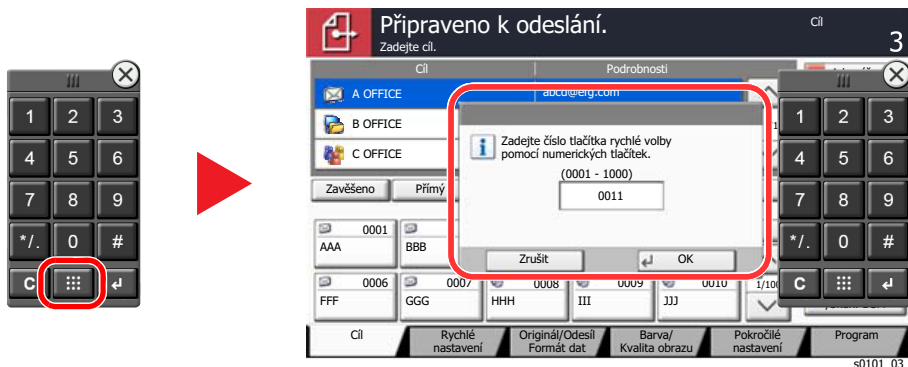 1 2 3
4 5 6
7 8 9
*/. 0 #
C
Připraveno k odeslání.
Zadejte cíl.
Cíl
3
Cíl Podrobnosti
A OFFICE abcd@erg.com
B OFFICE
C OFFICE
Zadejte číslo tlačítka rychlé volby
pomocí numerických tlačítek.
(0001 - 1000)
0011
Zrušit OK
Zavěšeno Přímý
0001
AAA BBB
0006 0007 0008 0009 0010
FFF GGG HHH III JJJ
1/100
1 2 3
4 5 6
7 8 9
*/. 0 #
C
Cíl
Rychlé
nastavení
Originál/Odesíl
Formát dat
Barva/
Kvalita obrazu
Pokročilé
nastavení
Program
s0101_03